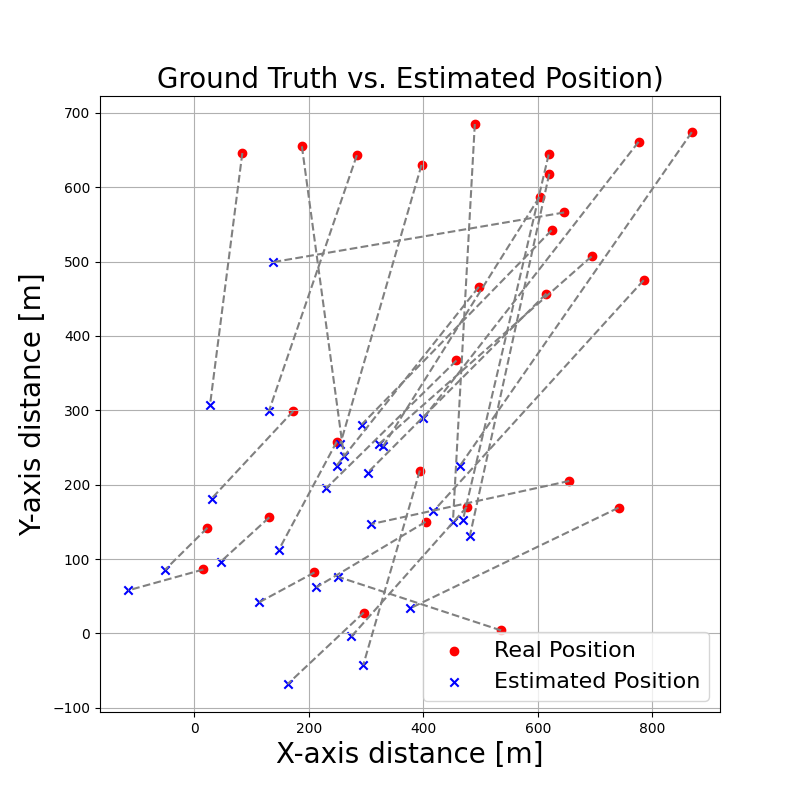 Ground Truth vs. Estimated Position)
Y-axis distance [m]
700
600
500
400
300
200
100
0
−100
0
200
400
600
800
X-axis distance [m]
Real Position
Estimated Position